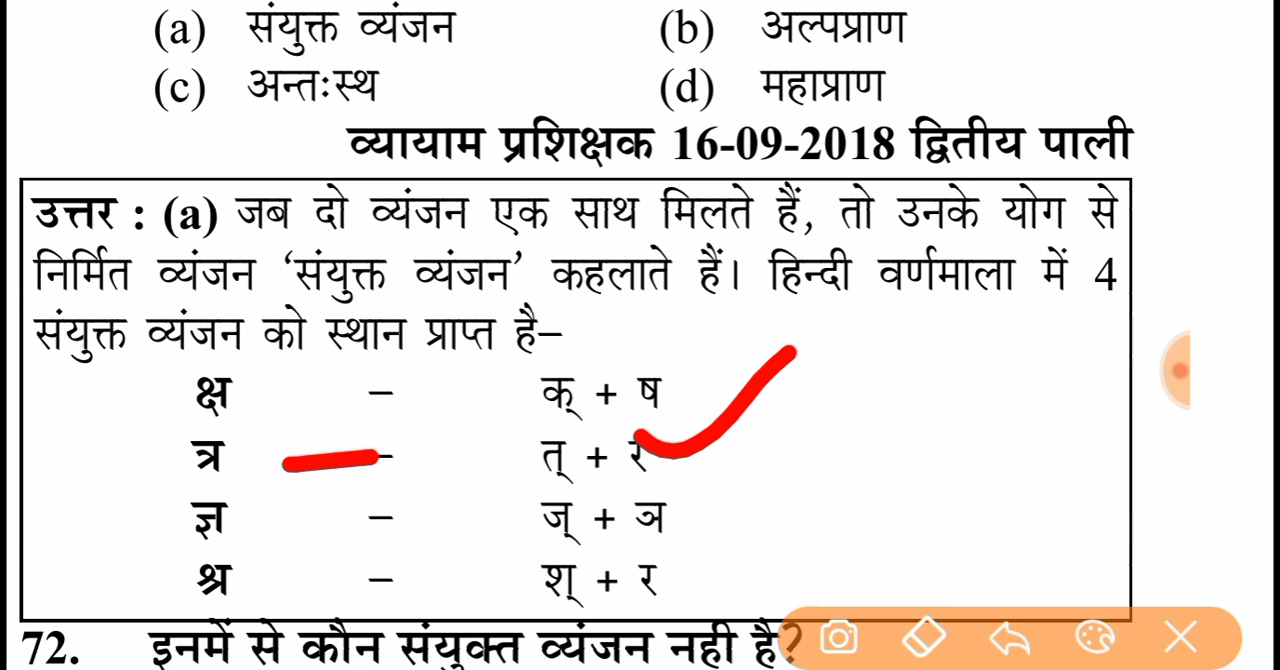 (a) संयुक्त व्यंजन (b) अल्पप्राण
(c) अन्तःस्थ (d) महाप्राण
व्यायाम प्रशिक्षक 16-09-2018 द्वितीय पाली
उत्तर : (a) जब दो व्यंजन एक साथ मिलते हैं, तो उनके योग से
निर्मित व्यंजन ‘संयुक्त व्यंजन’ कहलाते हैं। हिन्दी वर्णमाला में 4
संयुक्त व्यंजन को स्थान प्राप्त है–
क्ष – क् + ष
त्र – त् + र
ज्ञ – ज् + ञ
श्र – श् + र
72. इनमें से कौन संयुक्त व्यंजन नही है?